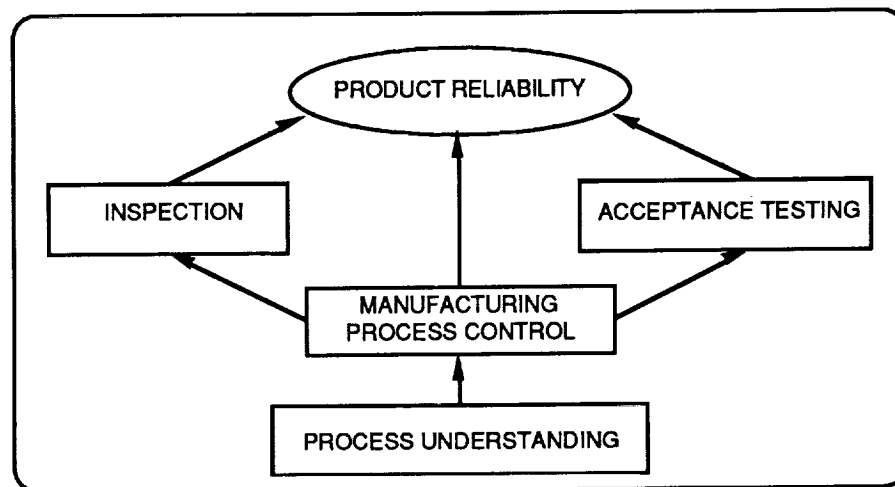 PRODUCT RELIABILITY
INSPECTION
ACCEPTANCE TESTING
MANUFACTURING
PROCESS CONTROL
PROCESS UNDERSTANDING